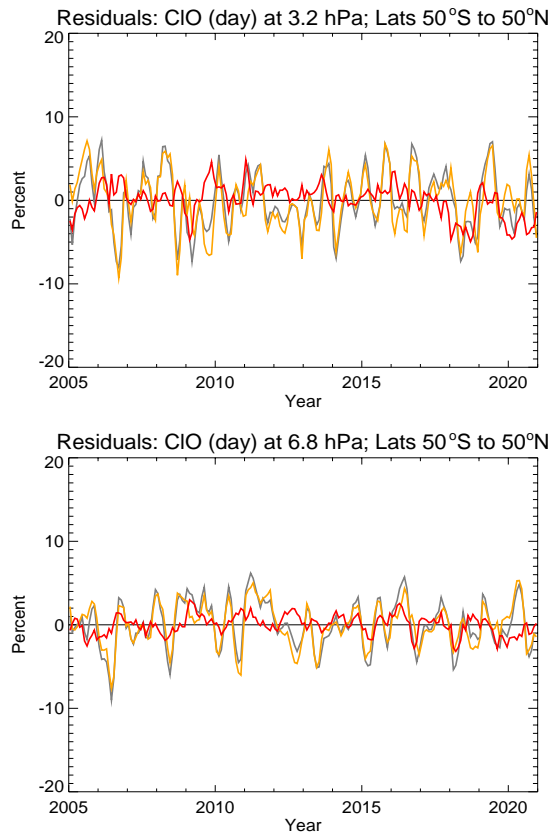 Residuals: ClO (day) at 3.2 hPa; Lats 50°S to 50°N
20
10
0
-10
-20
Percent
2005 2010 2015 2020
Year
Residuals: ClO (day) at 6.8 hPa; Lats 50°S to 50°N
20
10
0
-10
-20
Percent
2005 2010 2015 2020
Year